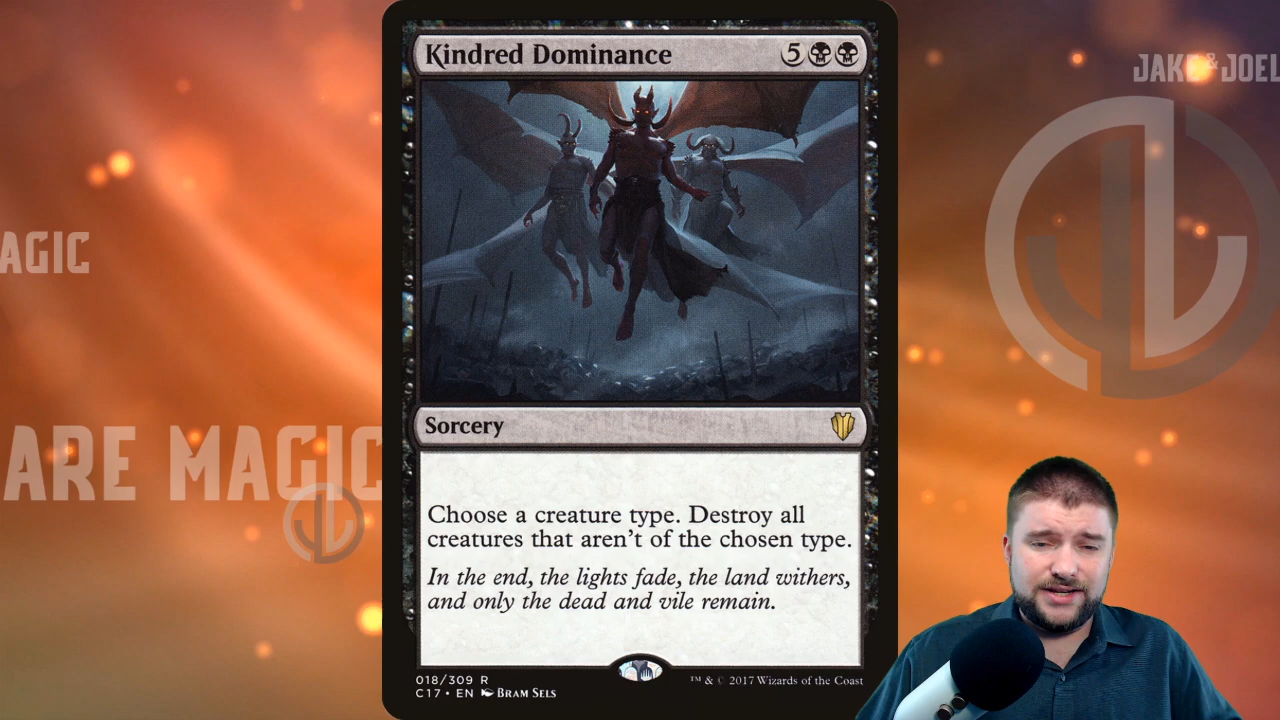 Kindred Dominance 5
JAKE & JOEL
AGIC
ARE MAGIC
Sorcery
Choose a creature type. Destroy all
creatures that aren't of the chosen type.
In the end, the lights fade, the land withers,
and only the dead and vile remain.
018/309 R
C17 • EN BRAM SELS
™ & © 2017 Wizards of the Coast